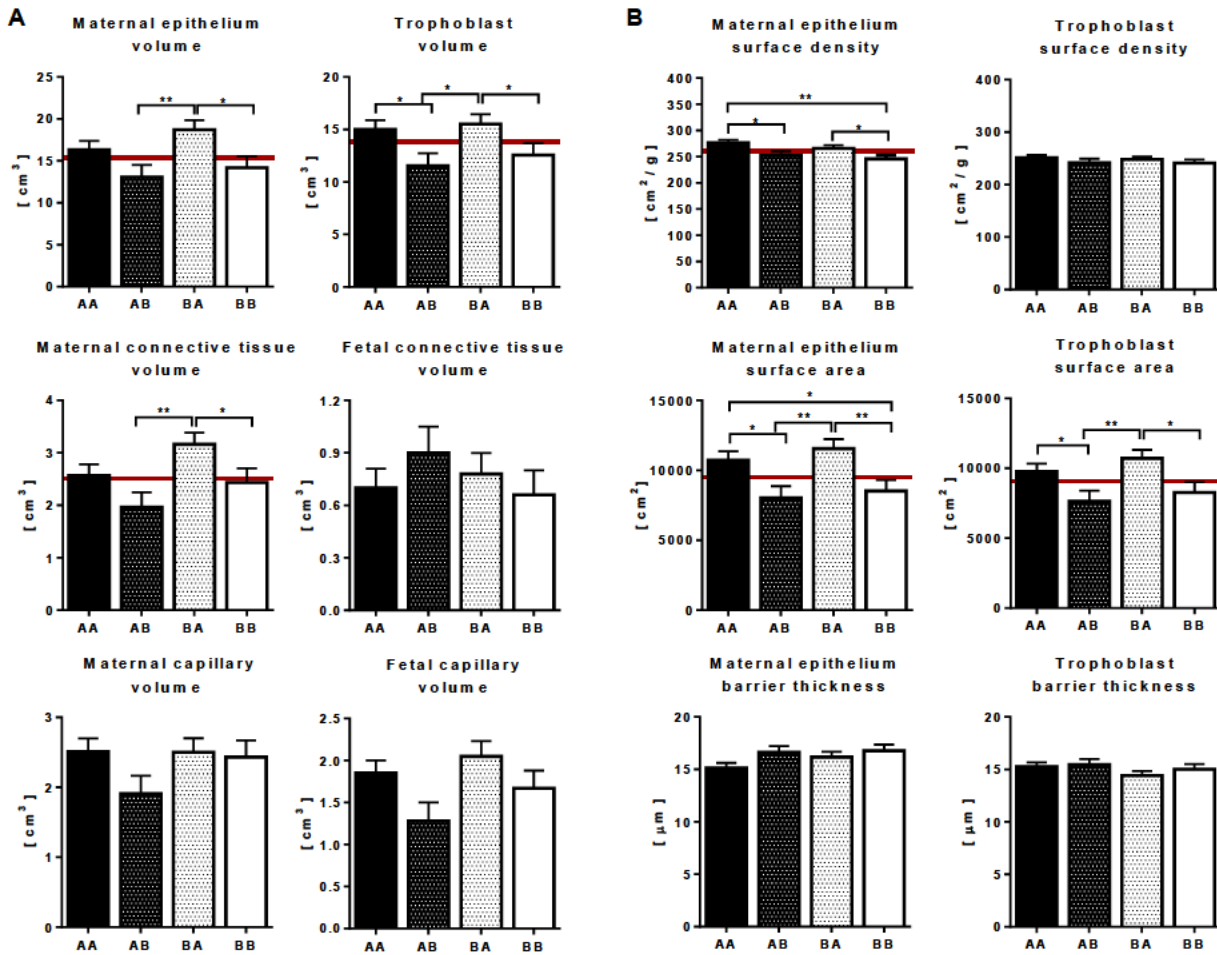 A
Maternal epithelium
volume
25
20
15
10
5
0
[ cm³ ]
**
*
AA AB BA BB
Trophoblast
volume
20
15
10
5
0
[ cm³ ]
*
*
*
AA AB BA BB
Maternal connective tissue
volume
4
3
2
1
0
[ cm³ ]
**
*
AA AB BA BB
Fetal connective tissue
volume
1.2
0.9
0.6
0.3
0.0
[ cm³ ]
AA AB BA BB
Maternal capillary
volume
3
2
1
0
[ cm³ ]
AA AB BA BB
Fetal capillary
volume
2.5
2.0
1.5
1.0
0.5
0.0
[ cm³ ]
AA AB BA BB
B
Maternal epithelium
surface density
400
350
300
250
200
150
100
50
0
[ cm² / g ]
**
*
*
AA AB BA BB
Trophoblast
surface density
400
300
200
100
0
[ cm² / g ]
AA AB BA BB
Maternal epithelium
surface area
15000
10000
5000
0
[ cm² ]
*
*
**
**
AA AB BA BB
Trophoblast
surface area
15000
10000
5000
0
[ cm² ]
*
**
*
AA AB BA BB
Maternal epithelium
barrier thickness
20
15
10
5
0
[ µm ]
AA AB BA BB
Trophoblast
barrier thickness
20
15
10
5
0
[ µm ]
AA AB BA BB